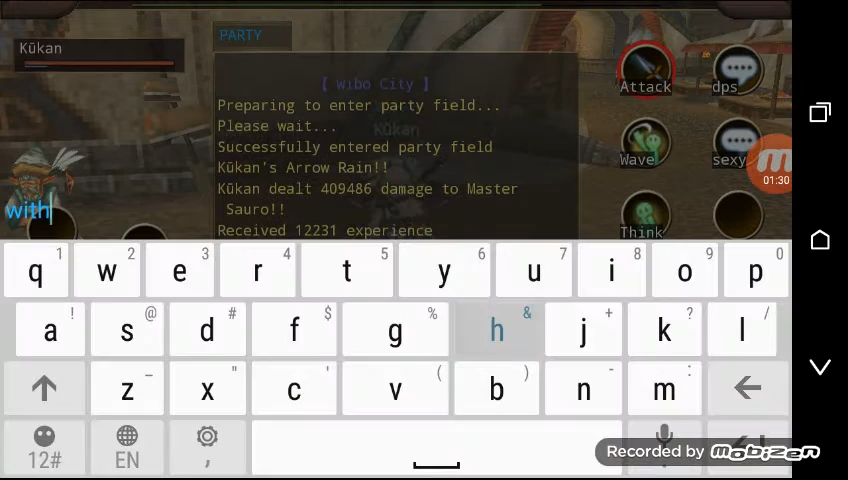 Kūkan
PARTY
【 Wibo City 】
Preparing to enter party field...
Please wait...
Kūkan
Successfully entered party field
Kūkan's Arrow Rain!!
Kūkan dealt 409486 damage to Master
Sauro!!
Received 12231 experience
Attack
dps
Wave
sexy
Think
01:30
with
q 1 w 2 e 3 r 4 t 5 y 6 u 7 i 8 o 9 p 0
a ! s @ d # f $ g % h & j + k ? l /
z _ x " c ' v ( b ) n - m :
12# EN ,
Recorded by mobizen